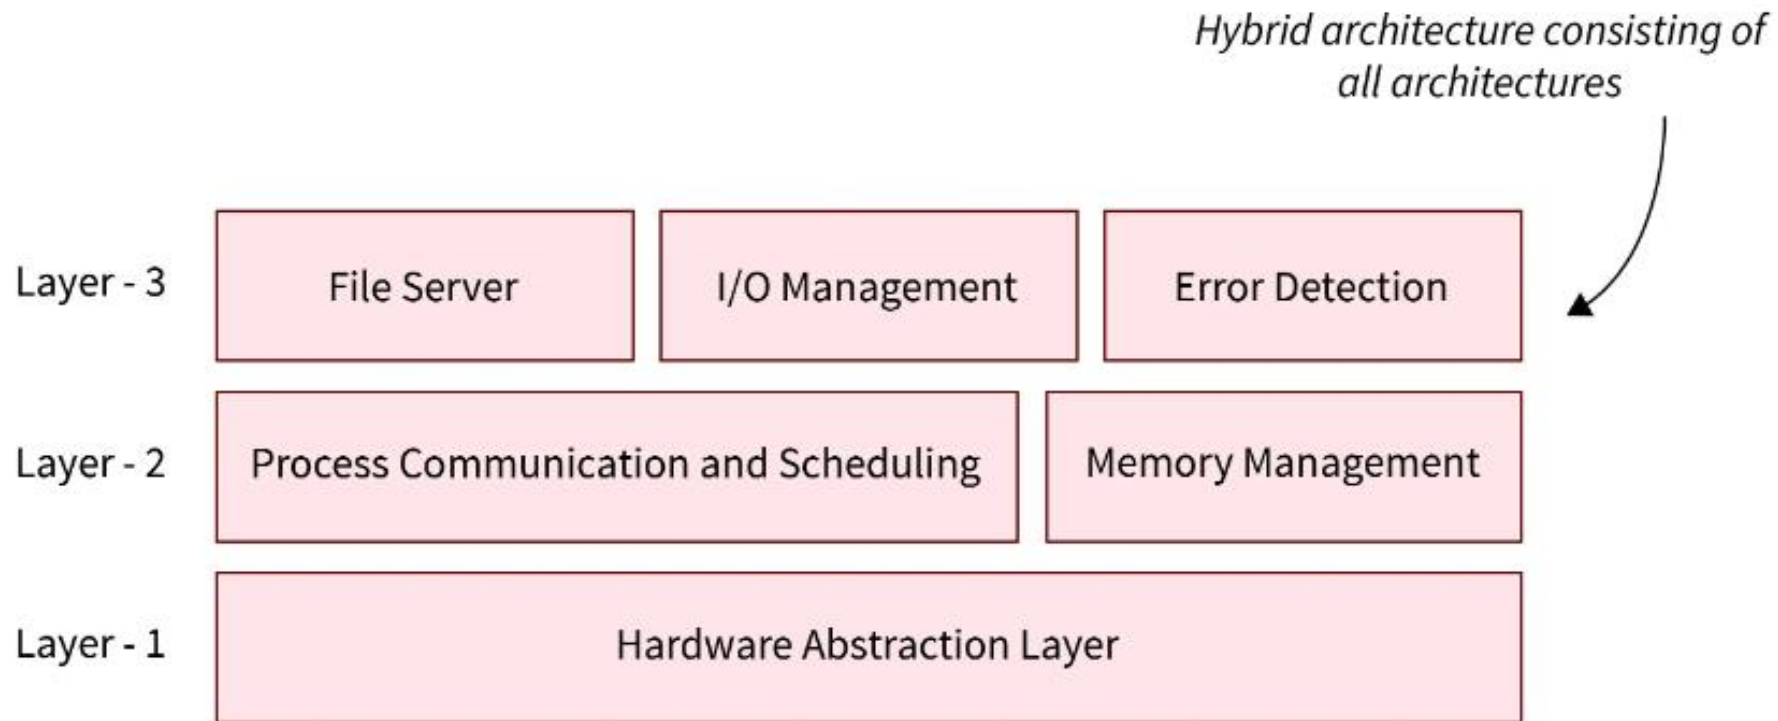 Hybrid architecture consisting of
all architectures
Layer - 3
File Server
I/O Management
Error Detection
Layer - 2
Process Communication and Scheduling
Memory Management
Layer - 1
Hardware Abstraction Layer